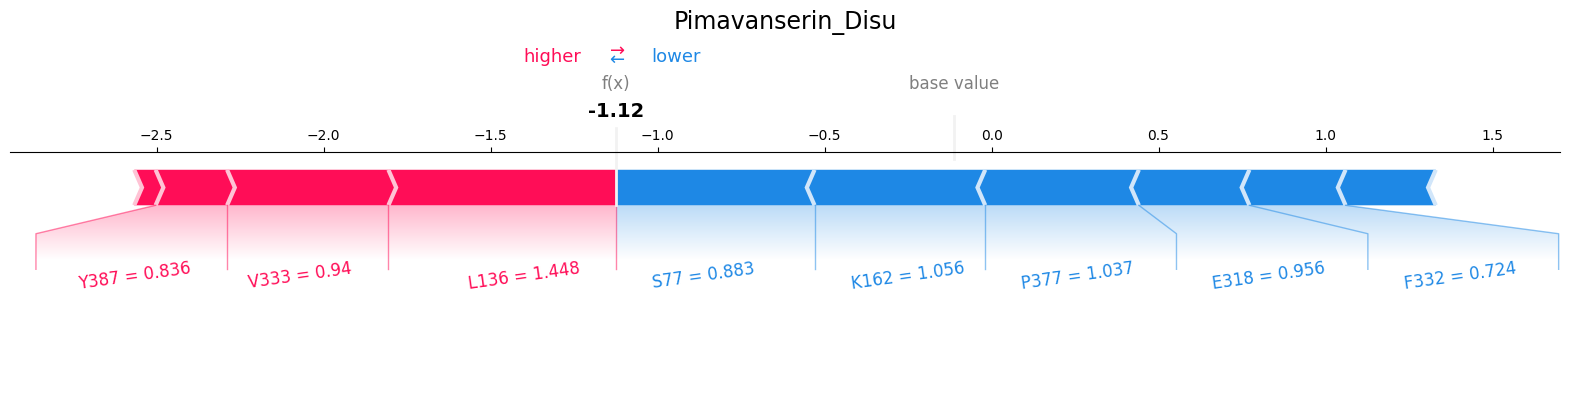 Pimavanserin_Disu
higher ⇄ lower
f(x) base value
-1.12
−2.5 −2.0 −1.5 −1.0 −0.5 0.0 0.5 1.0 1.5
Y387 = 0.836 V333 = 0.94 L136 = 1.448 S77 = 0.883 K162 = 1.056 P377 = 1.037 E318 = 0.956 F332 = 0.724